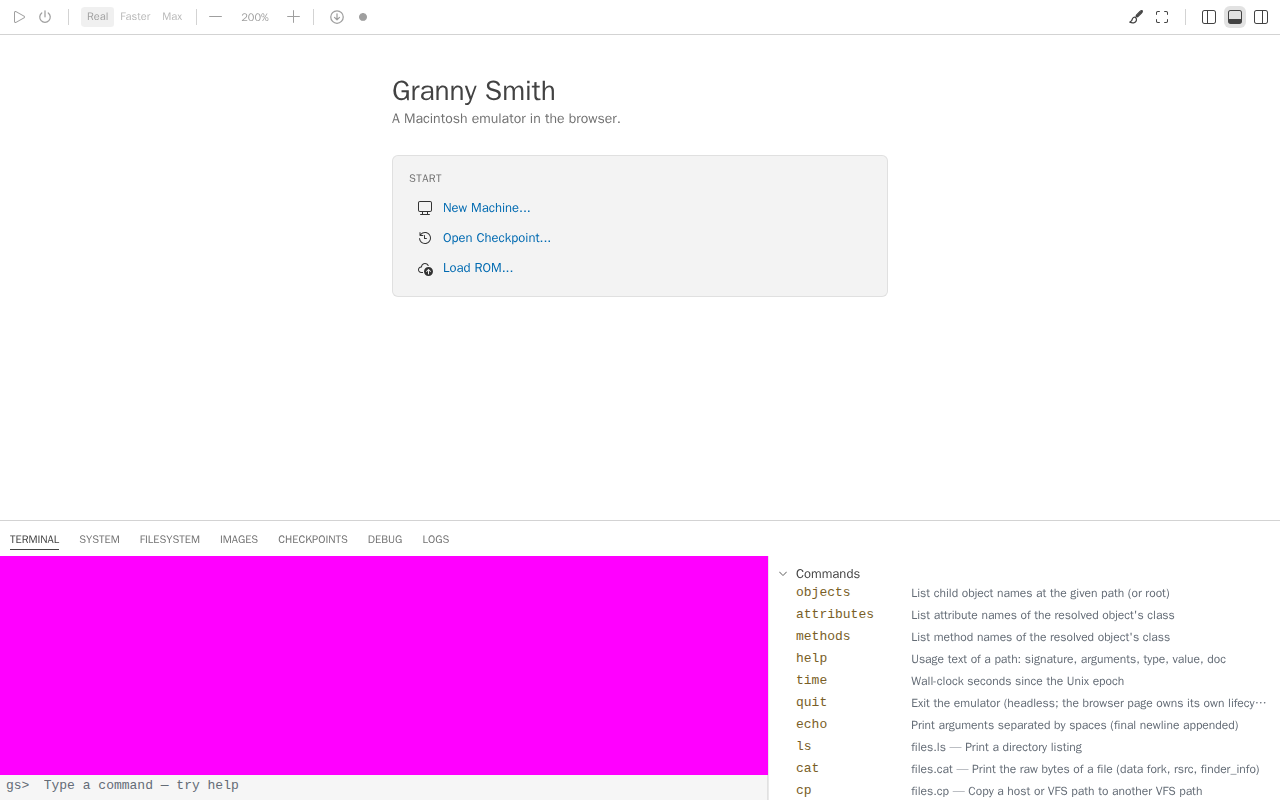 Real Faster Max 200%
Granny Smith
A Macintosh emulator in the browser.
START
New Machine...
Open Checkpoint...
Load ROM...
TERMINAL SYSTEM FILESYSTEM IMAGES CHECKPOINTS DEBUG LOGS
Commands
objects List child object names at the given path (or root)
attributes List attribute names of the resolved object's class
methods List method names of the resolved object's class
help Usage text of a path: signature, arguments, type, value, doc
time Wall-clock seconds since the Unix epoch
quit Exit the emulator (headless; the browser page owns its own lifecy...
echo Print arguments separated by spaces (final newline appended)
ls files.ls — Print a directory listing
cat files.cat — Print the raw bytes of a file (data fork, rsrc, finder_info)
cp files.cp — Copy a host or VFS path to another VFS path
gs> Type a command — try help